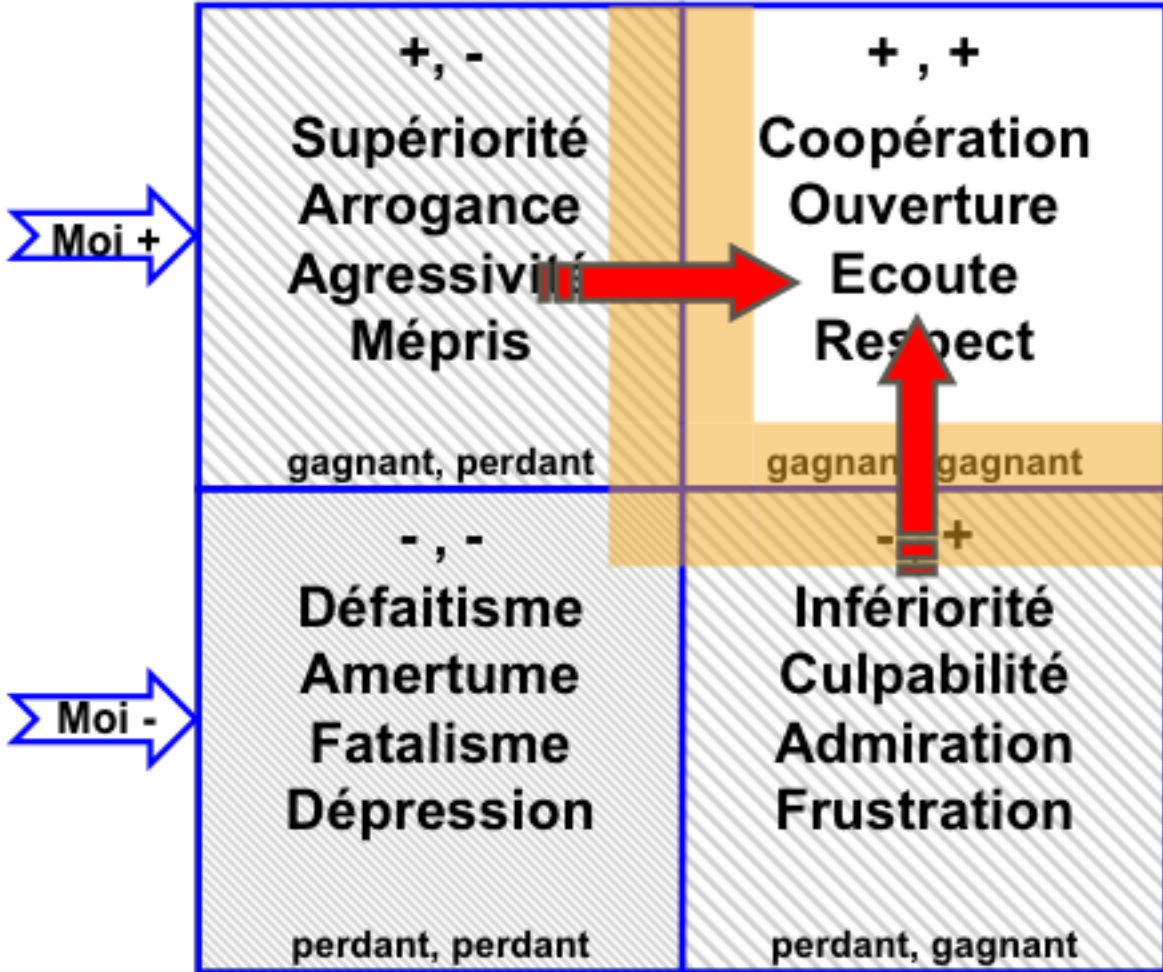 +, -
Supériorité
Arrogance
Agressivité
Mépris
gagnant, perdant
+ , +
Coopération
Ouverture
Ecoute
Respect
gagnant, gagnant
Moi +
- , -
Défaitisme
Amertume
Fatalisme
Dépression
perdant, perdant
- , +
Infériorité
Culpabilité
Admiration
Frustration
perdant, gagnant
Moi -